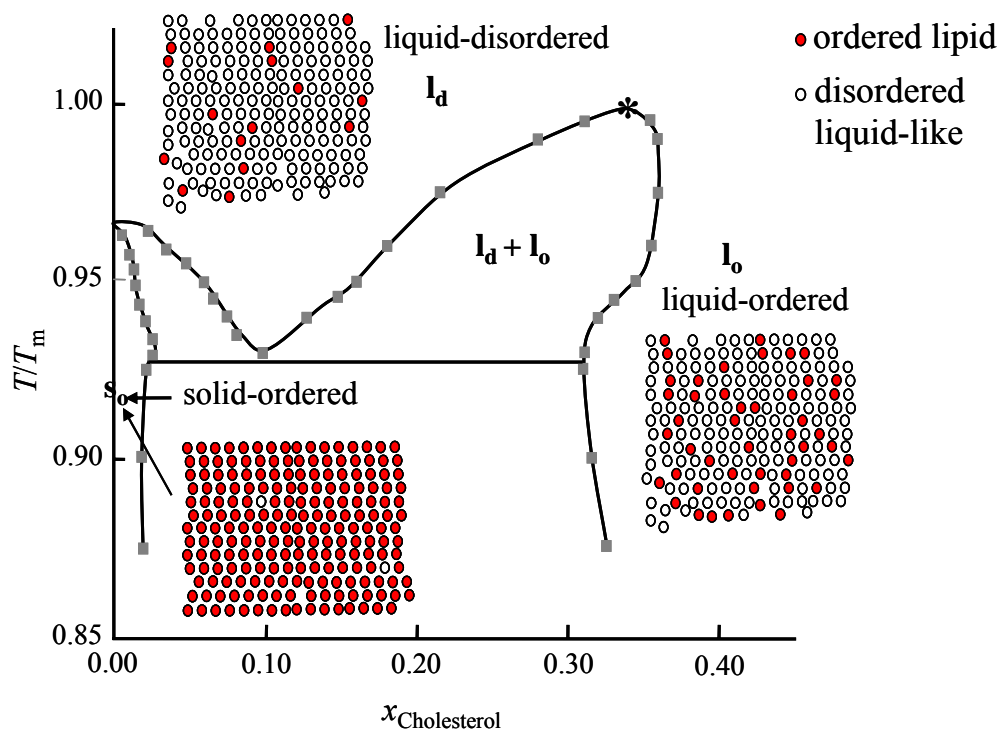 liquid-disordered
l_d
ordered lipid
disordered
liquid-like
1.00
0.95
0.90
0.85
T/T_m
l_d + l_o
l_o
liquid-ordered
s_o
solid-ordered
0.00
0.10
0.20
0.30
0.40
x_Cholesterol
*